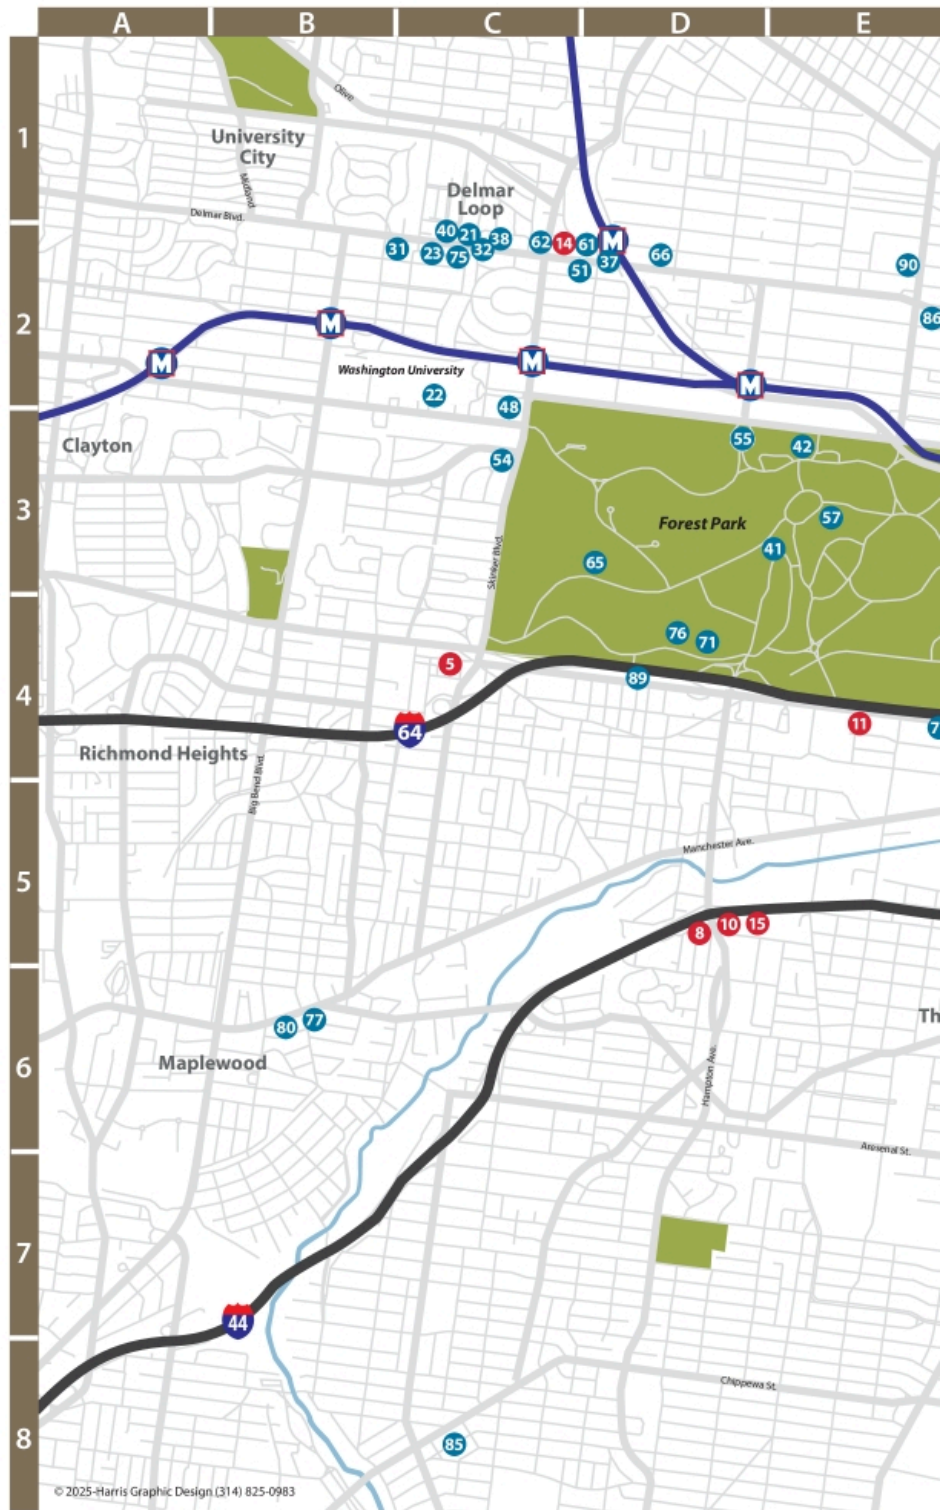 A B C D E
1
Olive
University
City
Midland
Delmar
Loop
Delmar Blvd.
40 21 38
31 23 75 32 62 14 61 M 66
51 37 90
2
86
M
M M
M
Washington University
22
48
Clayton
55 42
54
3
Forest Park
57
41
65
Skinker Blvd.
76 71
5
89
4
11 7
64
Richmond Heights
Big Bend Blvd.
Manchester Ave.
5
8 10 15
80 77
Th
Maplewood
6
Hampton Ave.
Aresenal St.
7
44
Chippewa St.
8
85
© 2025-Harris Graphic Design (314) 825-0983